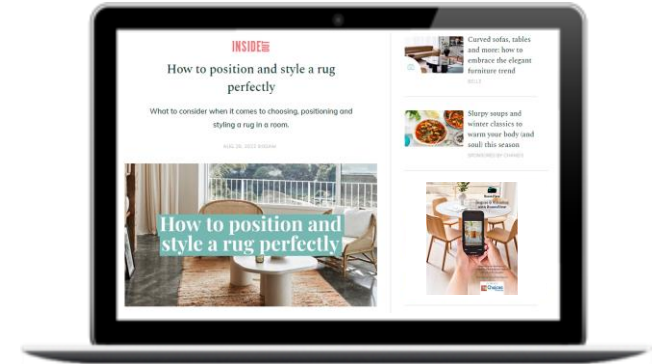 INSIDE
How to position and style a rug
perfectly
What to consider when it comes to choosing, positioning and
styling a rug in a room.
How to position and
style a rug perfectly
Curved sofas, tables
and more: how to
embrace the elegant
furniture trend
Slurpy soups and
winter classics to
warm your body (and
soul) this season
SPONSORED BY CHANGES
Choices